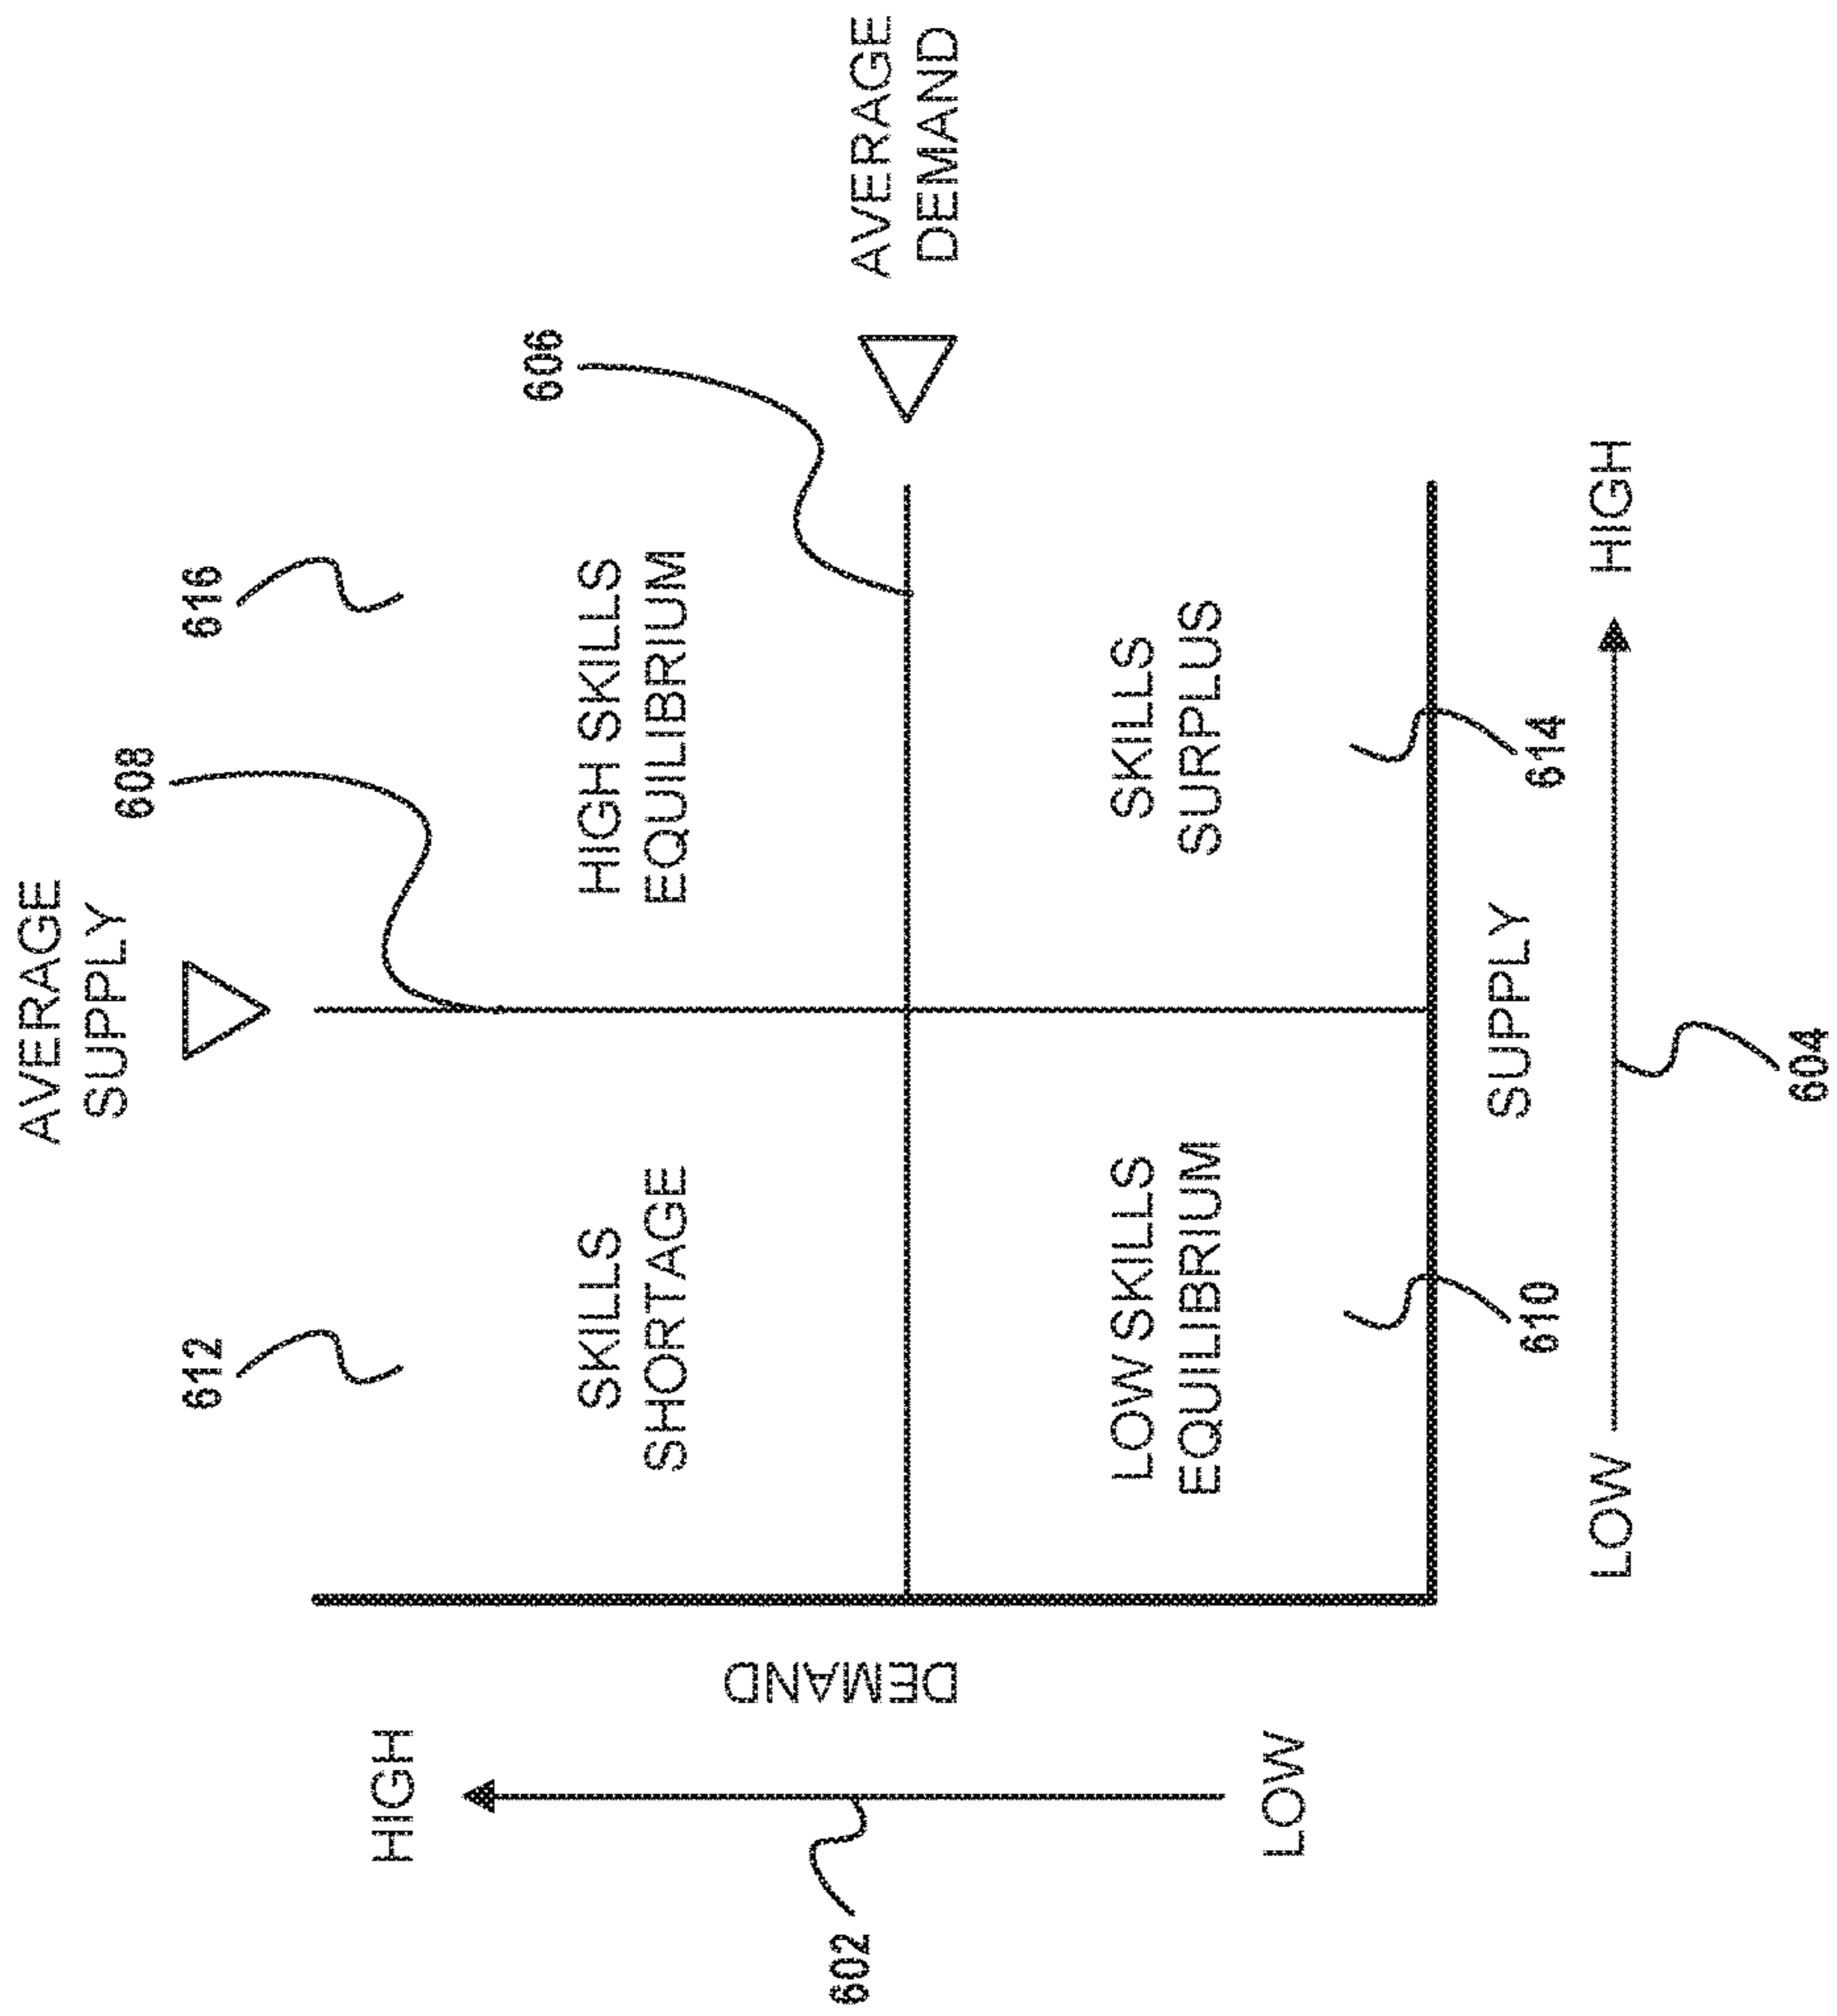 AVERAGE
SUPPLY
608
612
616
HIGH
606
SKILLS
SHORTAGE
HIGH SKILLS
EQUILIBRIUM
602
DEMAND
AVERAGE
DEMAND
LOW
LOW SKILLS
EQUILIBRIUM
SKILLS
SURPLUS
610
SUPPLY
614
LOW
HIGH
604